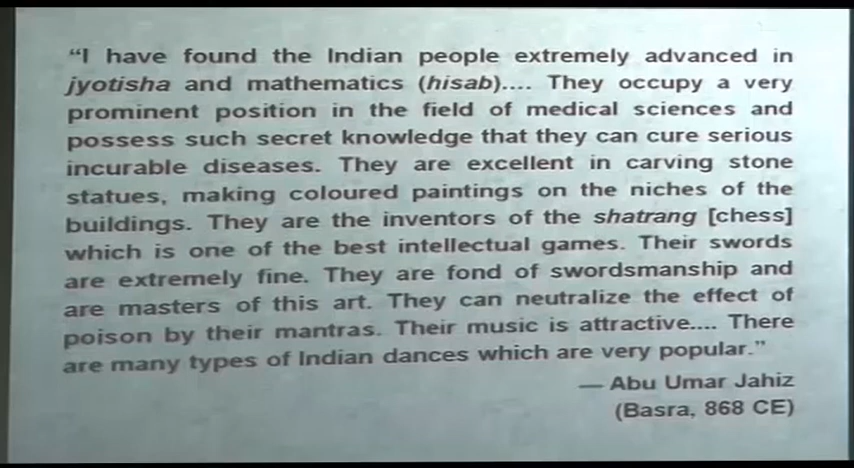 “I have found the Indian people extremely advanced in
jyotisha and mathematics (hisab).... They occupy a very
prominent position in the field of medical sciences and
possess such secret knowledge that they can cure serious
incurable diseases. They are excellent in carving stone
statues, making coloured paintings on the niches of the
buildings. They are the inventors of the shatrang [chess]
which is one of the best intellectual games. Their swords
are extremely fine. They are fond of swordsmanship and
are masters of this art. They can neutralize the effect of
poison by their mantras. Their music is attractive.... There
are many types of Indian dances which are very popular.”
— Abu Umar Jahiz
(Basra, 868 CE)